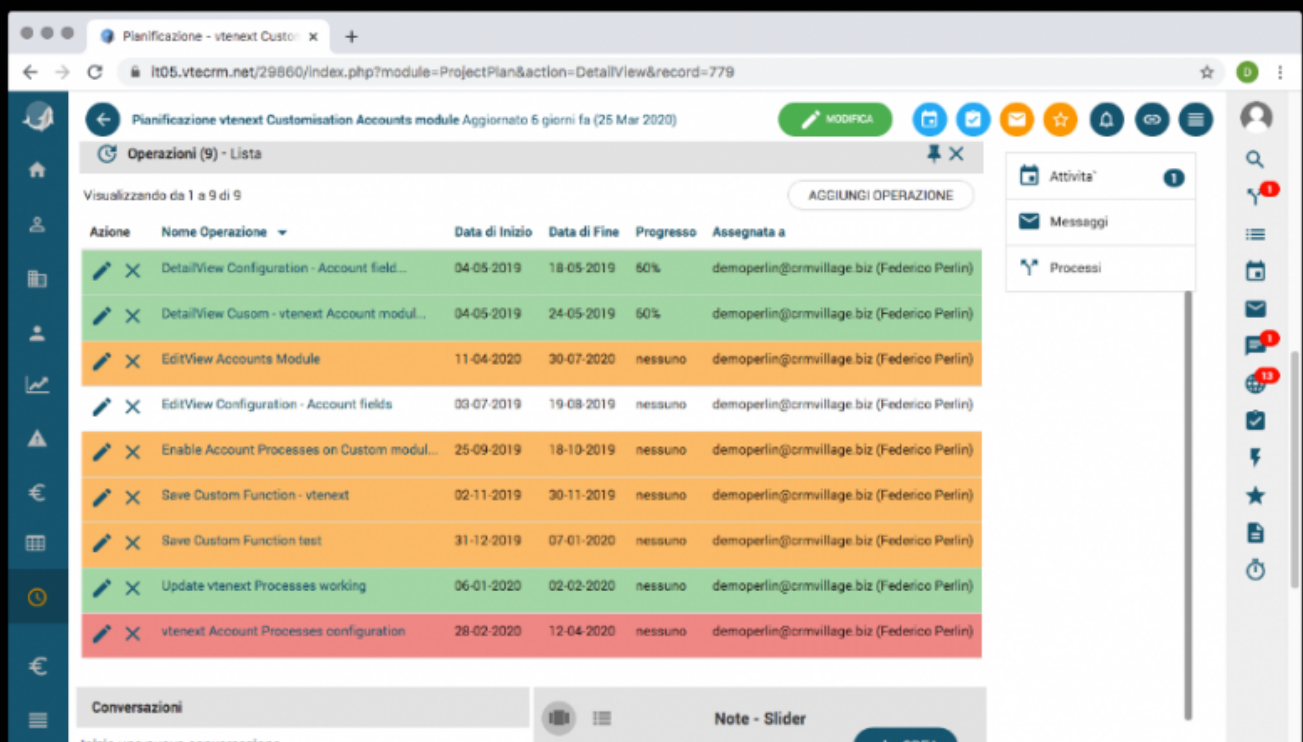 Pianificazione - vtenext Custon
it05.vtecrm.net/29860/index.php?module=ProjectPlan&action=DetailView&record=779
D
Pianificazione vtenext Customisation Accounts module Aggiornato 6 giorni fa (25 Mar 2020)
MODIFICA
Operazioni (9) - Lista
Visualizzando da 1 a 9 di 9
AGGIUNGI OPERAZIONE
Azione Nome Operazione Data di Inizio Data di Fine Progresso Assegnata a
DetailView Configuration - Account field... 04-05-2019 18-05-2019 60% demoperlin@crmvillage.biz (Federico Perlin)
DetailView Cusom - vtenext Account modul... 04-05-2019 24-05-2019 60% demoperlin@crmvillage.biz (Federico Perlin)
EditView Accounts Module 11-04-2020 30-07-2020 nessuno demoperlin@crmvillage.biz (Federico Perlin)
EditView Configuration - Account fields 03-07-2019 19-08-2019 nessuno demoperlin@crmvillage.biz (Federico Perlin)
Enable Account Processes on Custom modul... 25-09-2019 18-10-2019 nessuno demoperlin@crmvillage.biz (Federico Perlin)
Save Custom Function - vtenext 02-11-2019 30-11-2019 nessuno demoperlin@crmvillage.biz (Federico Perlin)
Save Custom Function test 31-12-2019 07-01-2020 nessuno demoperlin@crmvillage.biz (Federico Perlin)
Update vtenext Processes working 06-01-2020 02-02-2020 nessuno demoperlin@crmvillage.biz (Federico Perlin)
vtenext Account Processes configuration 28-02-2020 12-04-2020 nessuno demoperlin@crmvillage.biz (Federico Perlin)
Attivita` 1
Messaggi
Processi
1
1
13
Conversazioni
Note - Slider